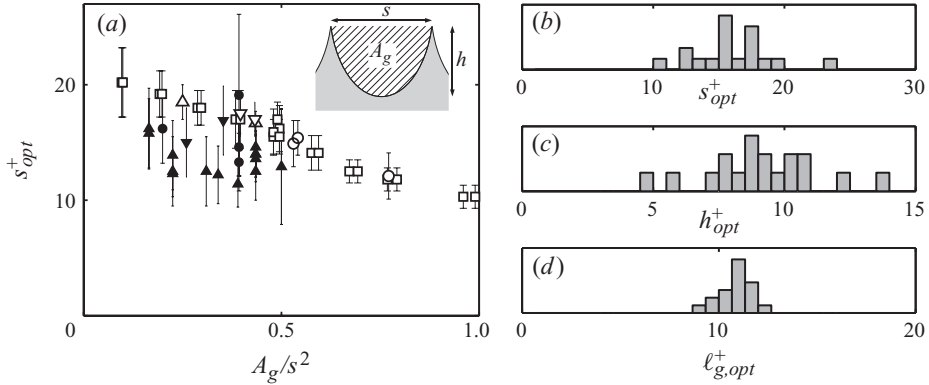 (a)
s
A_g
h
20
10
0
s^+_opt
0 0.5 1.0
A_g/s^2
(b)
0 10 20 30
s^+_opt
(c)
0 5 10 15
h^+_opt
(d)
0 10 20
ℓ^+_g,opt